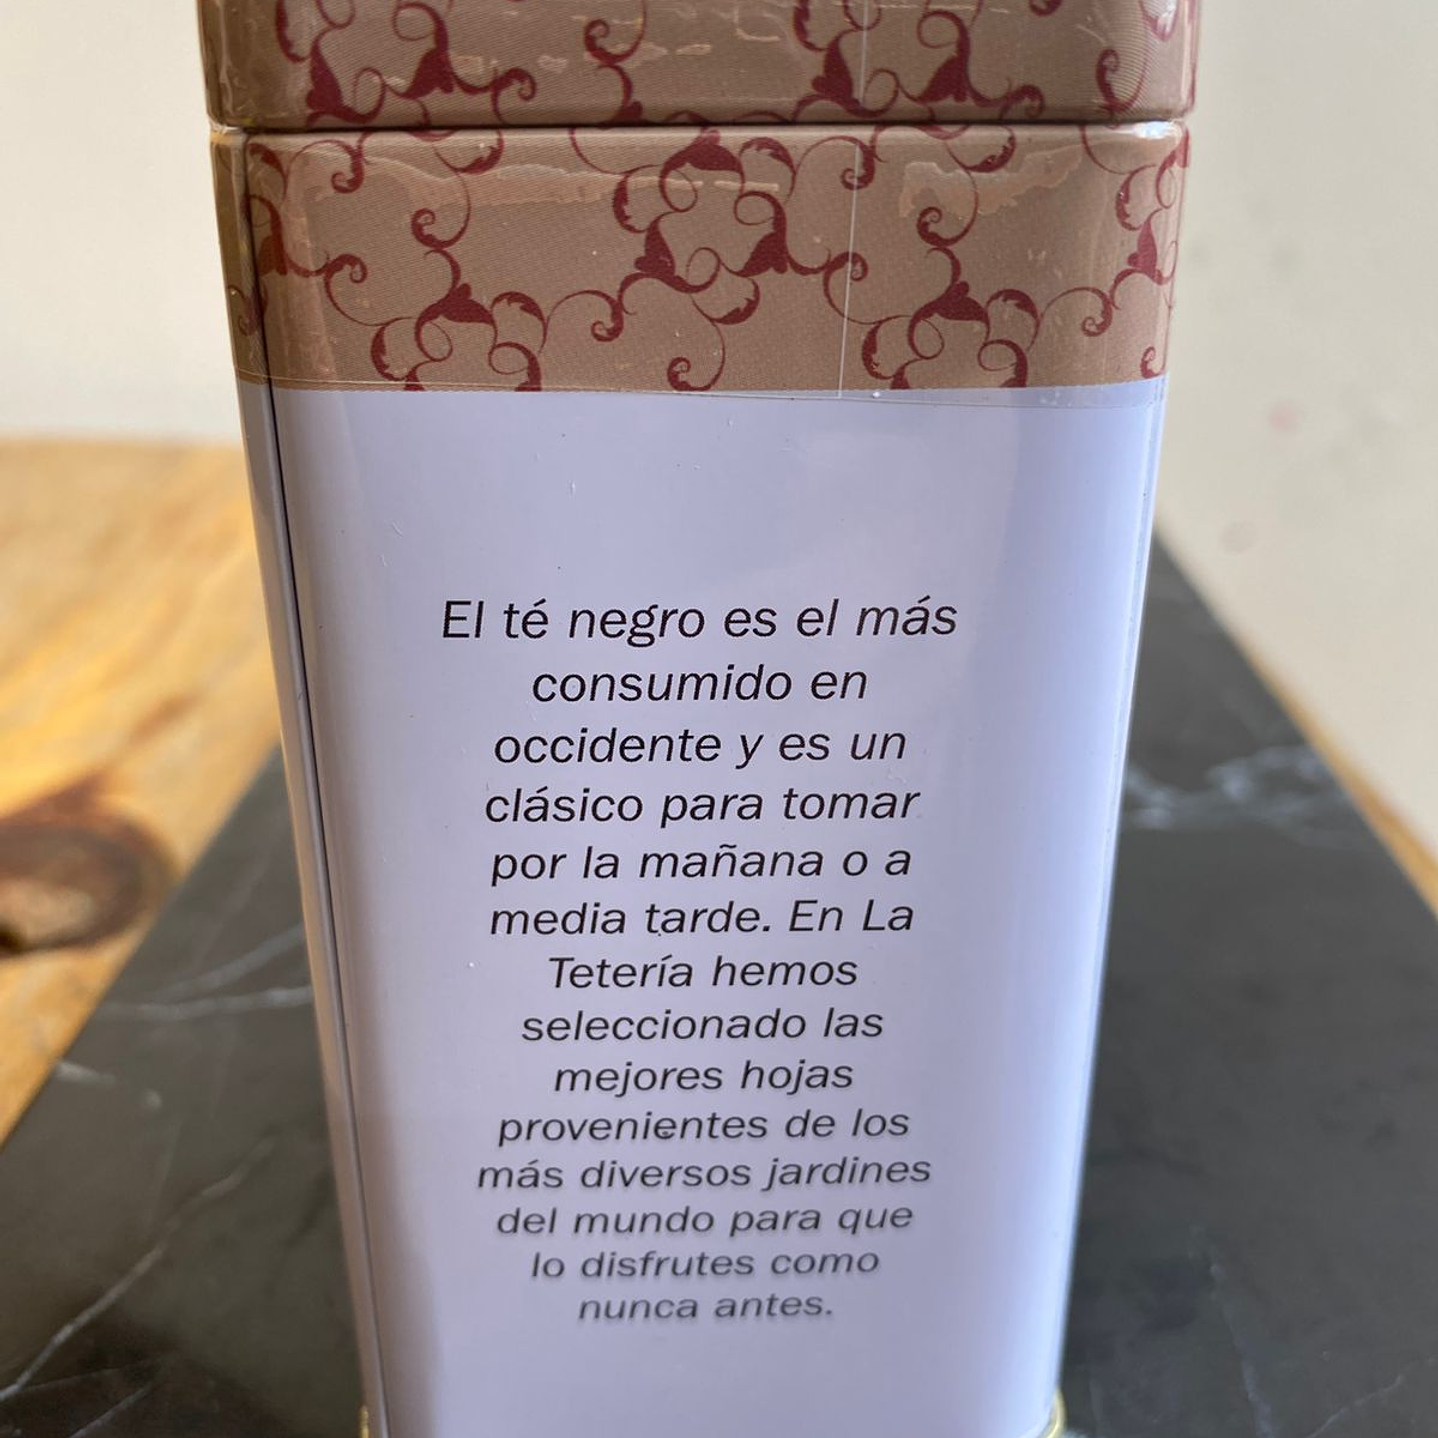 El té negro es el más
consumido en
occidente y es un
clásico para tomar
por la mañana o a
media tarde. En La
Tetería hemos
seleccionado las
mejores hojas
provenientes de los
más diversos jardines
del mundo para que
lo disfrutes como
nunca antes.